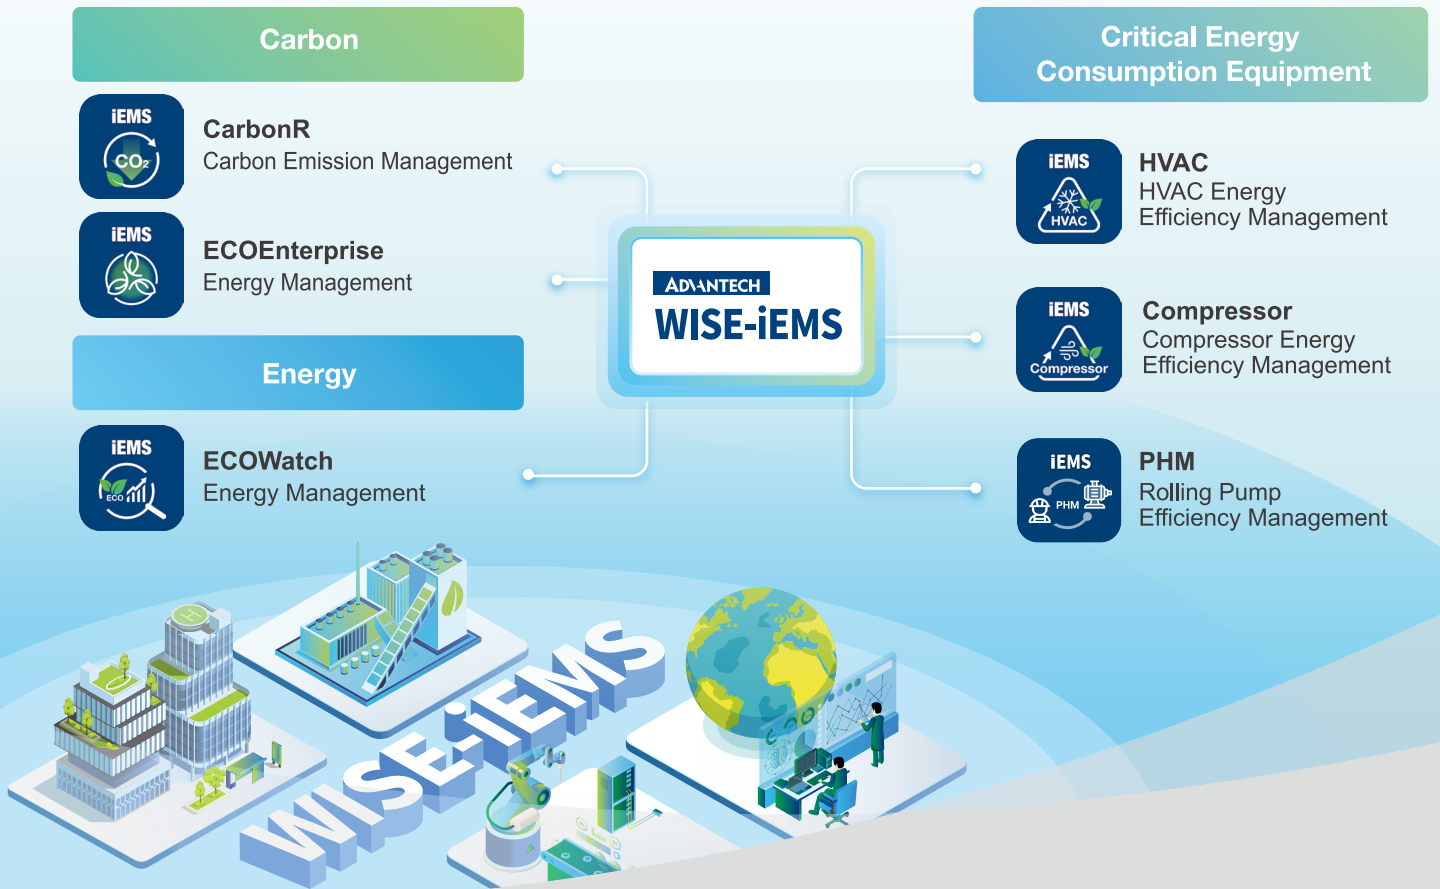 Carbon
iEMS
CO₂
CarbonR
Carbon Emission Management
iEMS
ECOEnterprise
Energy Management
Energy
iEMS
ECO
ECOWatch
Energy Management
ADVANTECH
WISE-iEMS
Critical Energy
Consumption Equipment
iEMS
HVAC
HVAC
HVAC Energy
Efficiency Management
iEMS
Compressor
Compressor
Compressor Energy
Efficiency Management
iEMS
PHM
PHM
Rolling Pump
Efficiency Management
H
WISE-iEMS